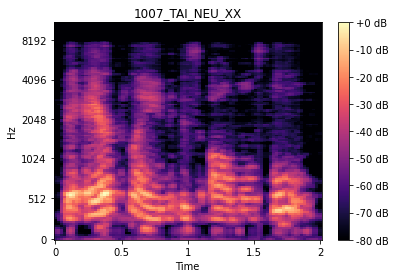 1007_TAI_NEU_XX
+0 dB
8192
-10 dB
4096
-20 dB
-30 dB
2048
Hz
-40 dB
1024
-50 dB
512
-60 dB
-70 dB
0
-80 dB
0 0.5 1 1.5 2
Time